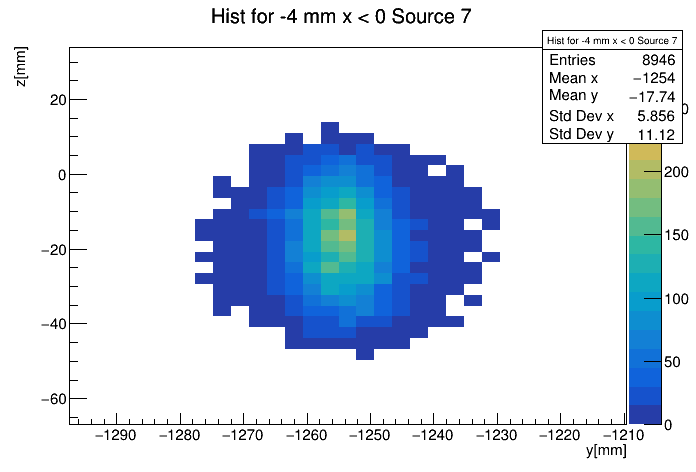 Hist for -4 mm x < 0 Source 7
z[mm]
Hist for -4 mm x < 0 Source 7
Entries 8946
Mean x −1254
Mean y −17.74
Std Dev x 5.856
Std Dev y 11.12
20
0
−20
−40
−60
0
200
150
100
50
0
−1290 −1280 −1270 −1260 −1250 −1240 −1230 −1220 −1210
y[mm]